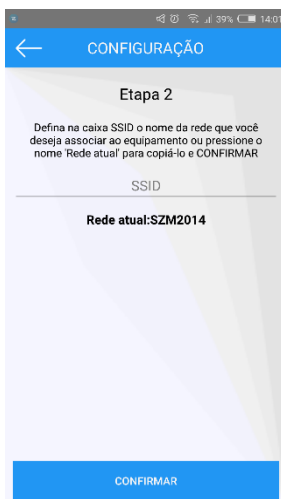 39% 14:01
CONFIGURAÇÃO
Etapa 2
Defina na caixa SSID o nome da rede que você
deseja associar ao equipamento ou pressione o
nome 'Rede atual' para copiá-lo e CONFIRMAR
SSID
Rede atual:SZM2014
CONFIRMAR